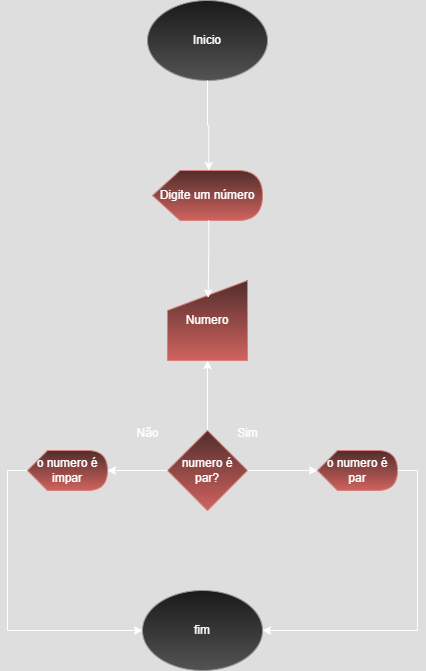 Inicio
Digite um número
Numero
Não
Sim
o numero é
impar
numero é
par?
o numero é
par
fim